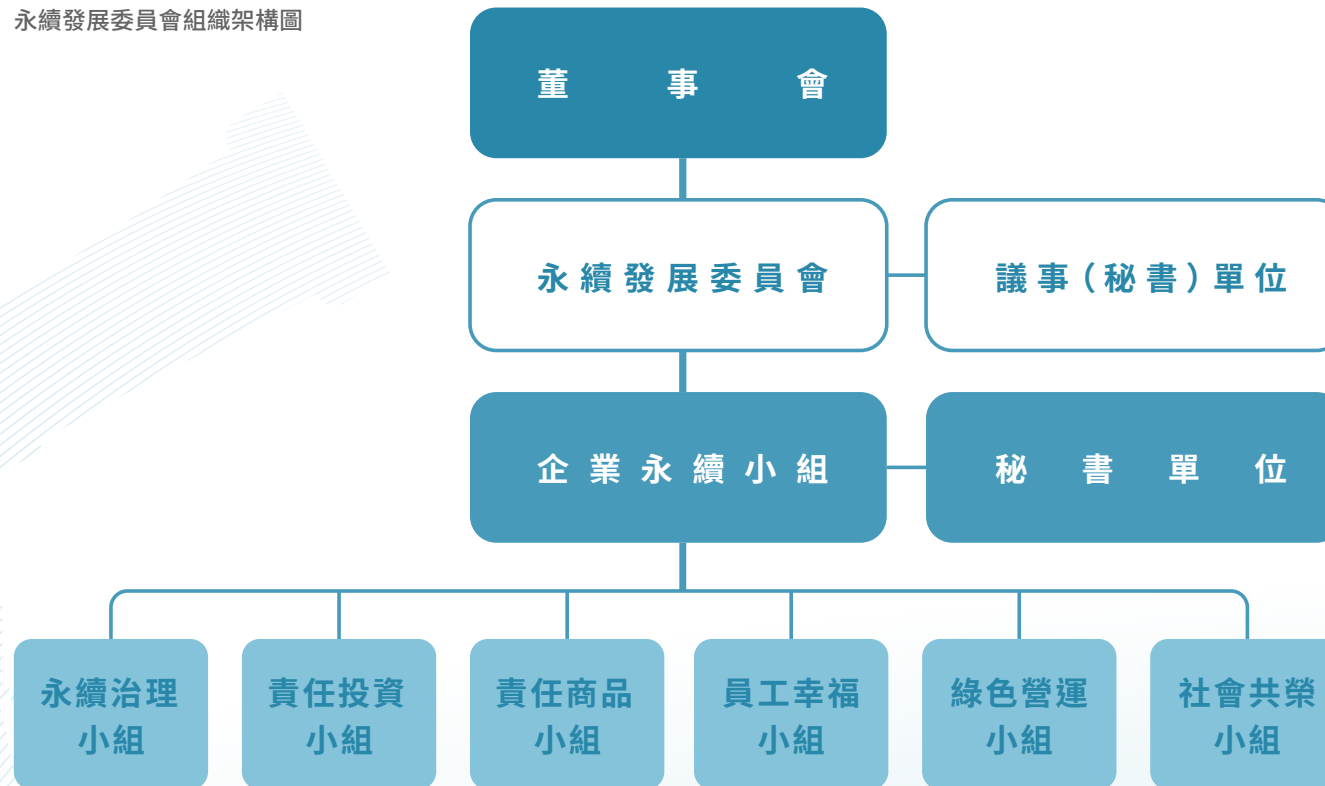 永續發展委員會組織架構圖
董事會
永續發展委員會
議事(秘書)單位
企業永續小組
秘書單位
永續治理
小組
責任投資
小組
責任商品
小組
員工幸福
小組
綠色營運
小組
社會共榮
小組